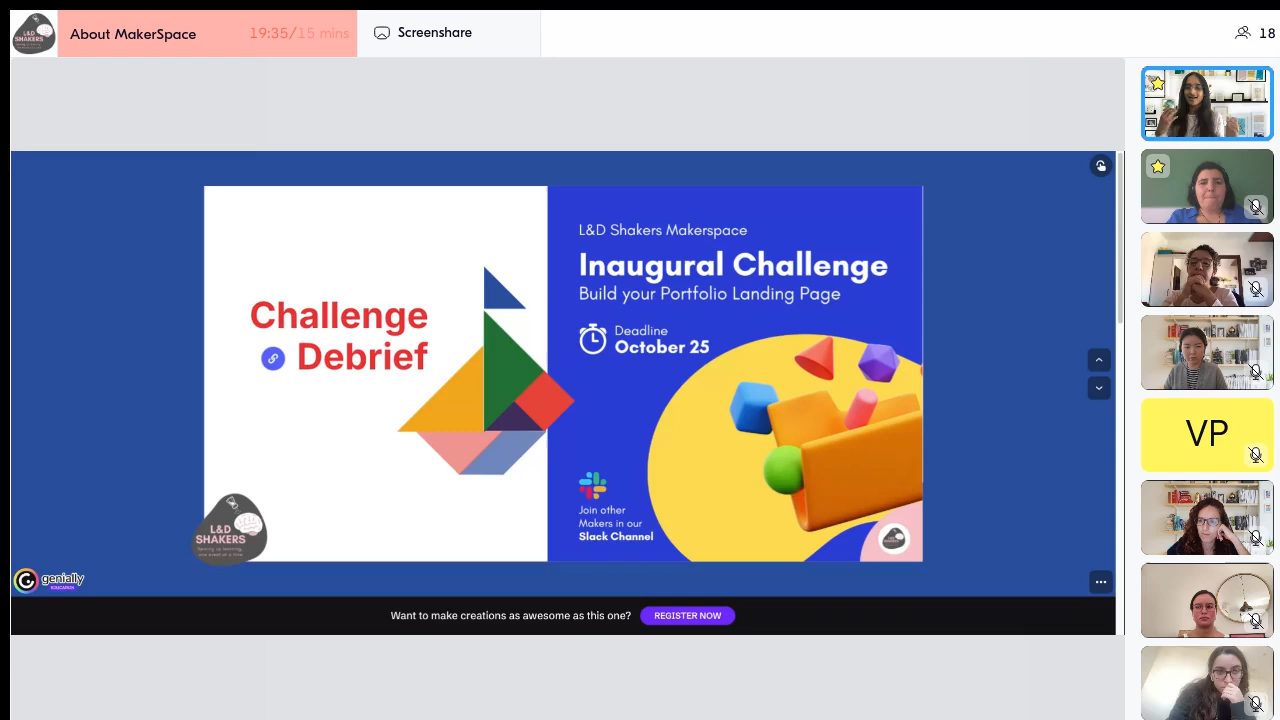 L&D
SHAKERS
About MakerSpace
19:35/15 mins
Screenshare
18
Challenge
Debrief
L&D Shakers Makerspace
Inaugural Challenge
Build your Portfolio Landing Page
Deadline
October 25
Join other
Makers in our
Slack Channel
L&D
SHAKERS
genially
EDUCATION
Want to make creations as awesome as this one?
REGISTER NOW
VP